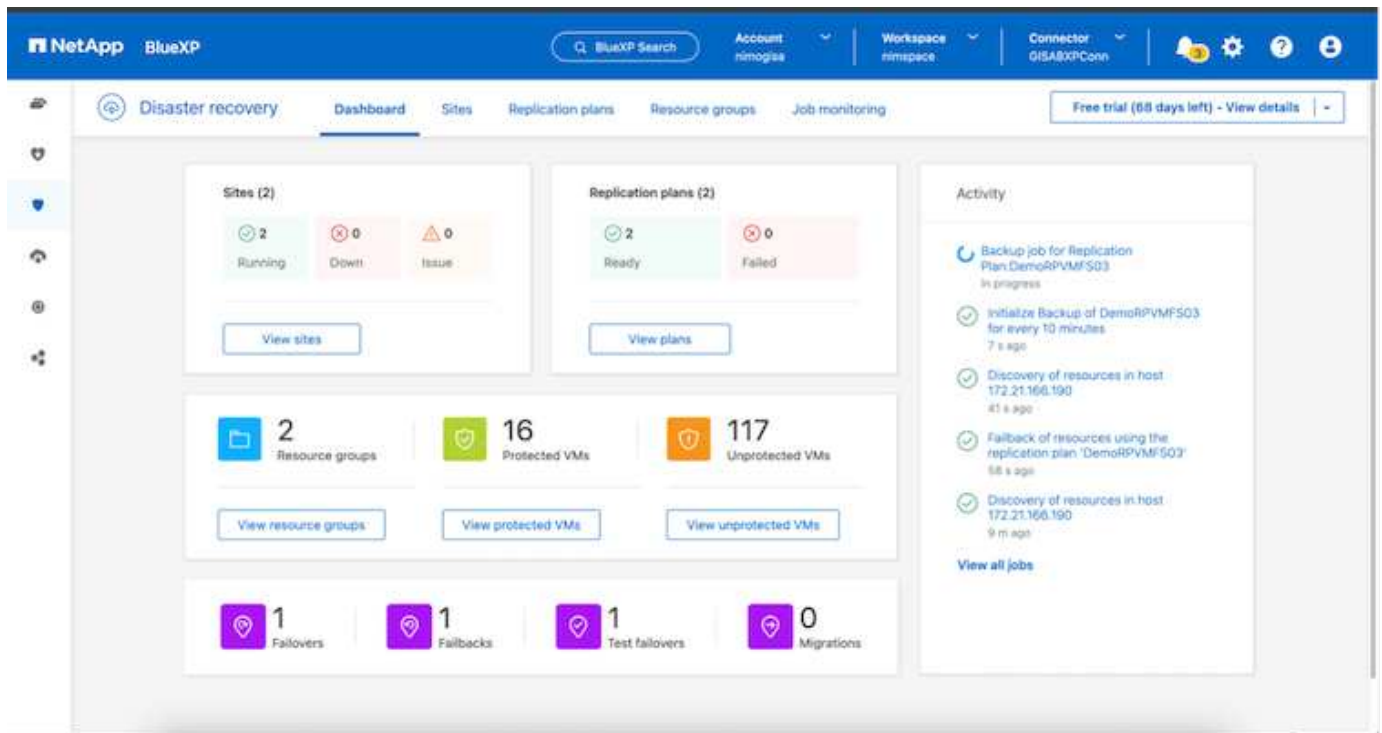 NetApp BlueXP
BlueXP Search
Account
nimogisa
Workspace
nimspace
Connector
GISABXPConn
3
Disaster recovery
Dashboard
Sites
Replication plans
Resource groups
Job monitoring
Free trial (68 days left) - View details
Sites (2)
2
Running
0
Down
0
Issue
View sites
Replication plans (2)
2
Ready
0
Failed
View plans
2
Resource groups
View resource groups
16
Protected VMs
View protected VMs
117
Unprotected VMs
View unprotected VMs
1
Failovers
1
Failbacks
1
Test failovers
0
Migrations
Activity
Backup job for Replication
Plan DemoRPVMFS03
In progress
Initialize Backup of DemoRPVMFS03
for every 10 minutes
7 s ago
Discovery of resources in host
172.21.166.190
41 s ago
Failback of resources using the
replication plan 'DemoRPVMFS03'
58 s ago
Discovery of resources in host
172.21.166.190
9 m ago
View all jobs